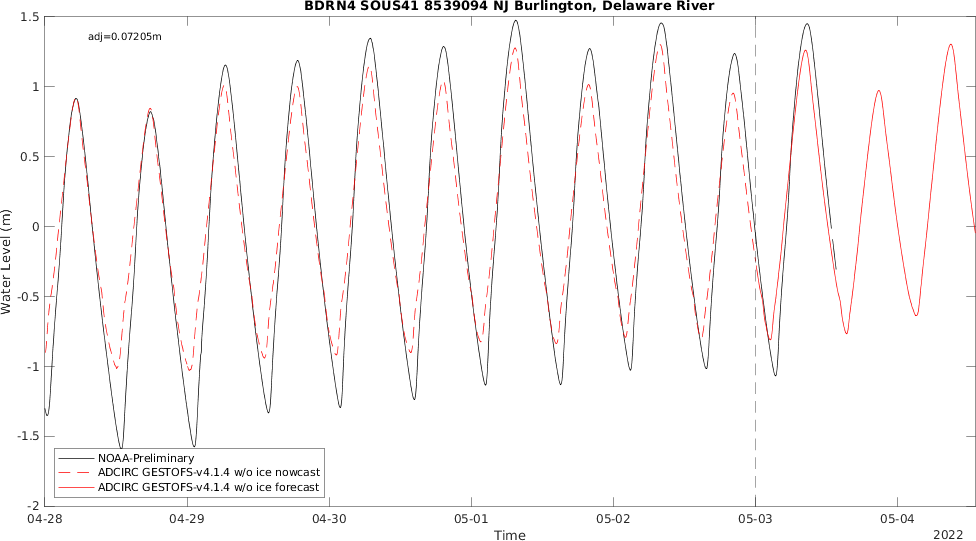 BDRN4 SOUS41 8539094 NJ Burlington, Delaware River
adj=0.07205m
1.5
1
0.5
0
-0.5
-1
-1.5
-2
Water Level (m)
NOAA-Preliminary
ADCIRC GESTOFS-v4.1.4 w/o ice nowcast
ADCIRC GESTOFS-v4.1.4 w/o ice forecast
04-28
04-29
04-30
05-01
05-02
05-03
05-04
Time
2022